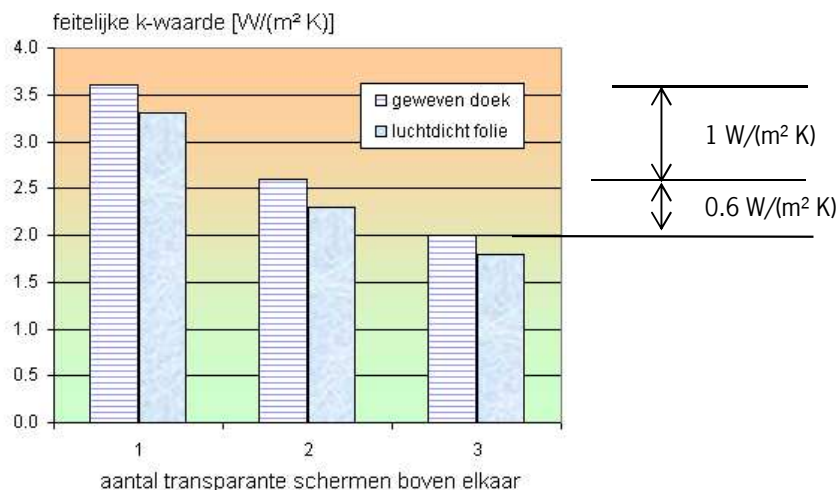 feitelijke k-waarde [W/(m² K)]
4.0
3.5
3.0
2.5
2.0
1.5
1.0
0.5
0.0
geweven doek
luchtdicht folie
1 W/(m² K)
0.6 W/(m² K)
1 2 3
aantal transparante schermen boven elkaar